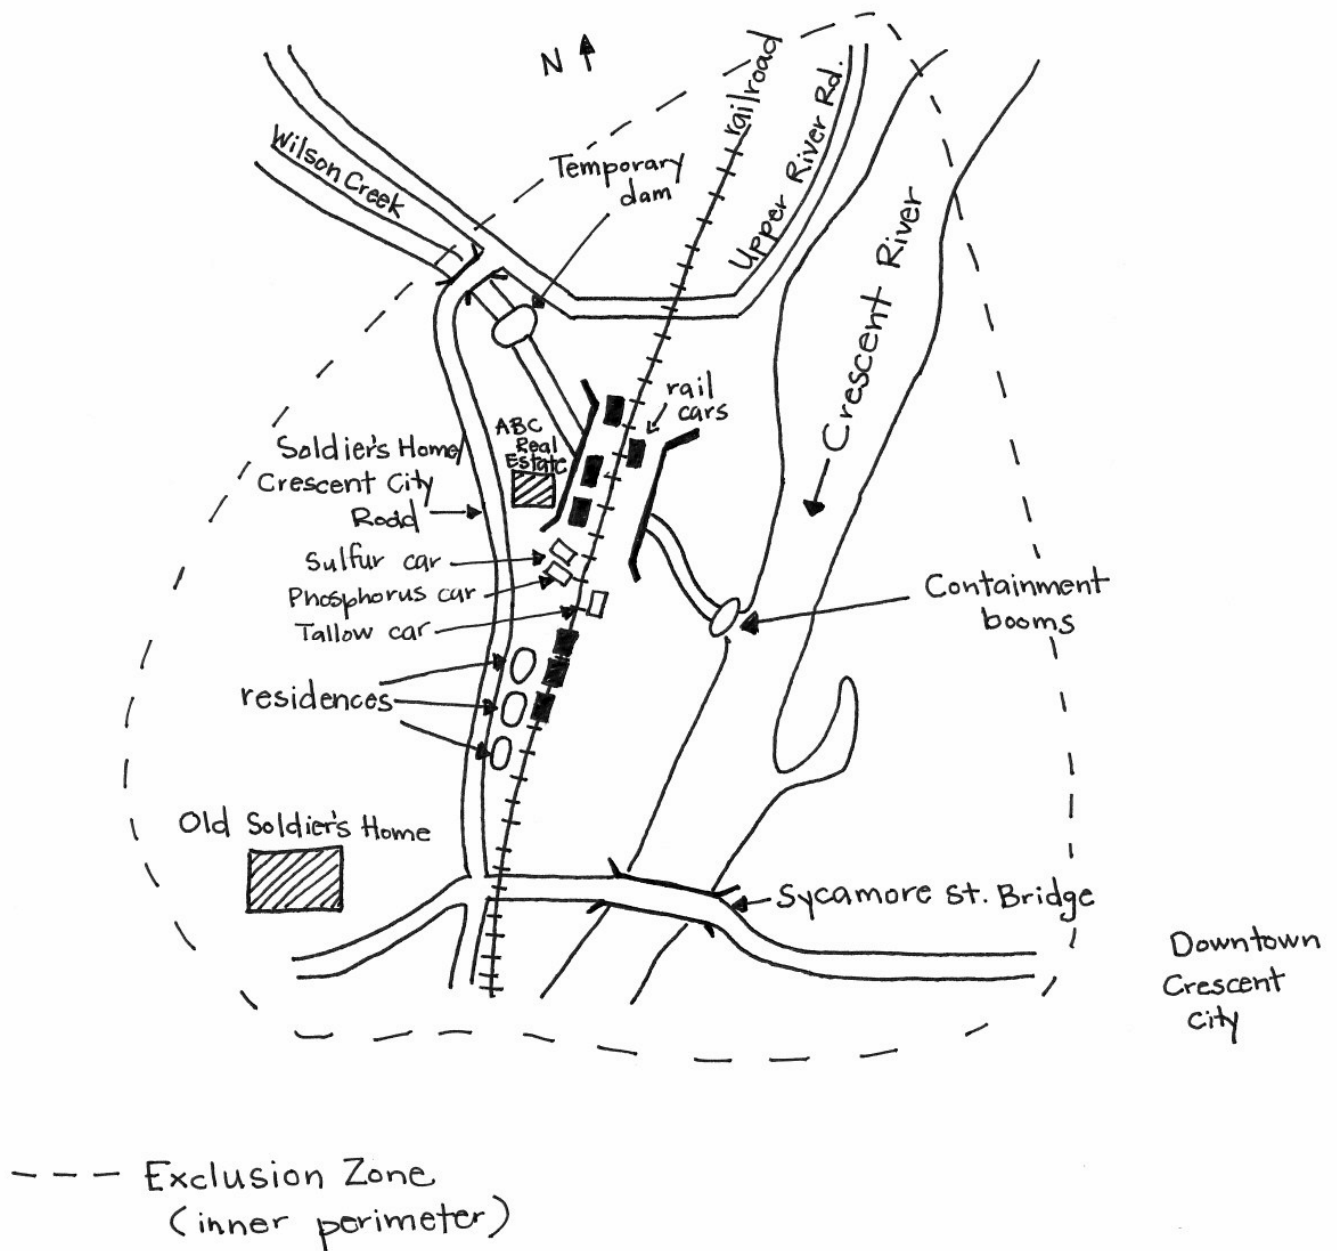 N
railroad
Upper River Rd.
Wilson Creek
Temporary
dam
Crescent River
rail
cars
ABC
Real
Estate
Soldier's Home/
Crescent City
Road
Sulfur car
Phosphorus car
Tallow car
Containment
booms
residences
Old Soldier's Home
Sycamore St. Bridge
Downtown
Crescent
City
--- Exclusion Zone
(inner perimeter)